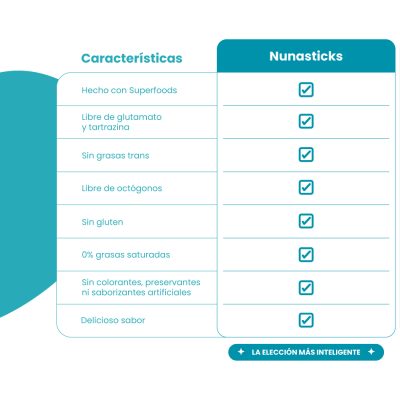 Características
Nunasticks
Hecho con Superfoods
Libre de glutamato
y tartrazina
Sin grasas trans
Libre de octógonos
Sin gluten
0% grasas saturadas
Sin colorantes, preservantes
ni saborizantes artificiales
Delicioso sabor
LA ELECCIÓN MÁS INTELIGENTE